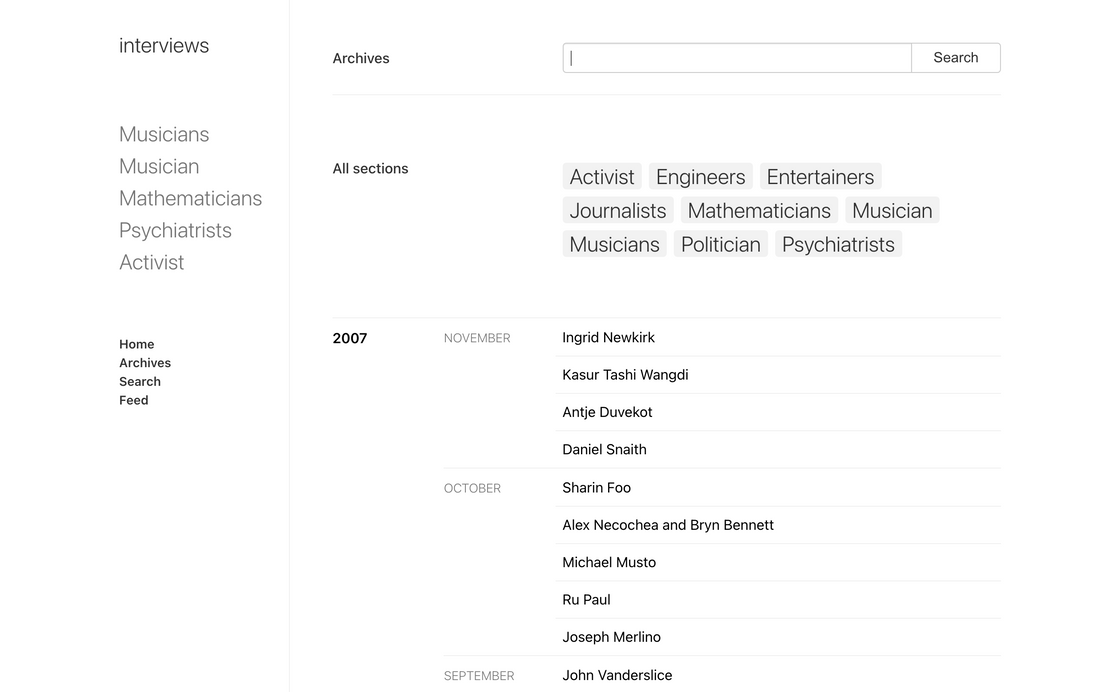 interviews
Musicians
Musician
Mathematicians
Psychiatrists
Activist
Home
Archives
Search
Feed
Archives
Search
All sections
Activist Engineers Entertainers
Journalists Mathematicians Musician
Musicians Politician Psychiatrists
2007 NOVEMBER Ingrid Newkirk
Kasur Tashi Wangdi
Antje Duvekot
Daniel Snaith
OCTOBER Sharin Foo
Alex Necochea and Bryn Bennett
Michael Musto
Ru Paul
Joseph Merlino
SEPTEMBER John Vanderslice